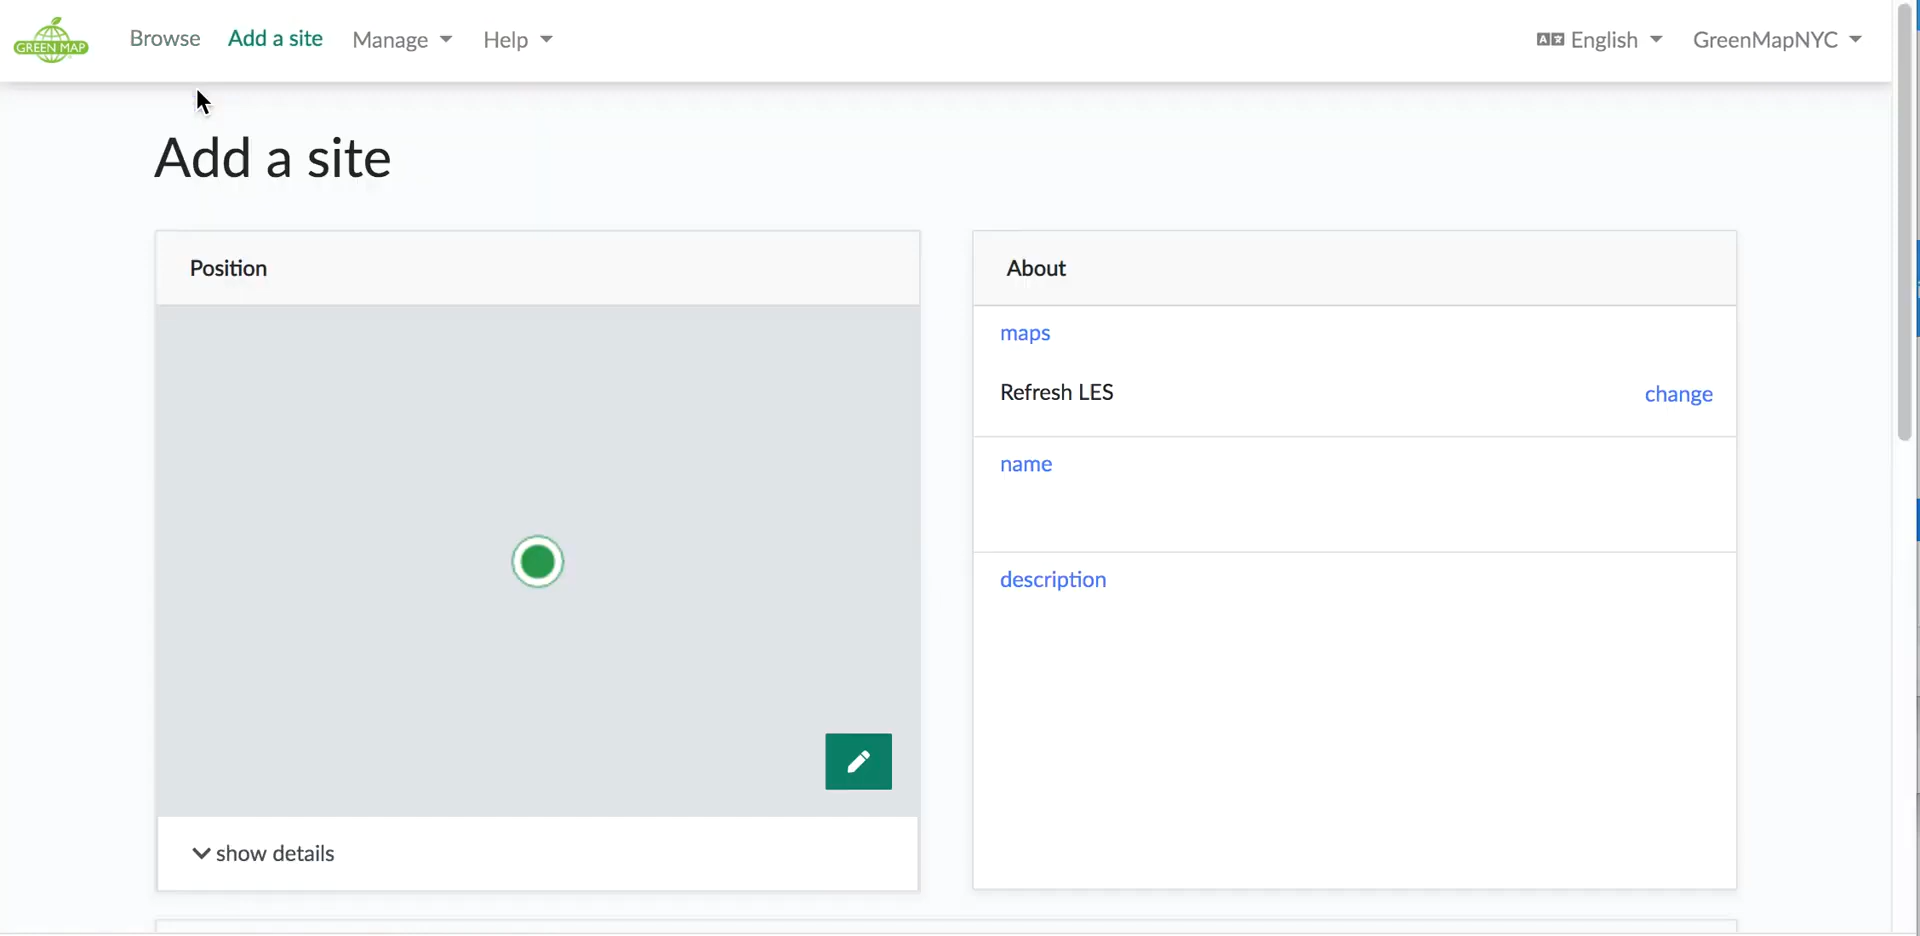 GREEN MAP
Browse
Add a site
Manage
Help
English
GreenMapNYC
Add a site
Position
show details
About
maps
Refresh LES
change
name
description